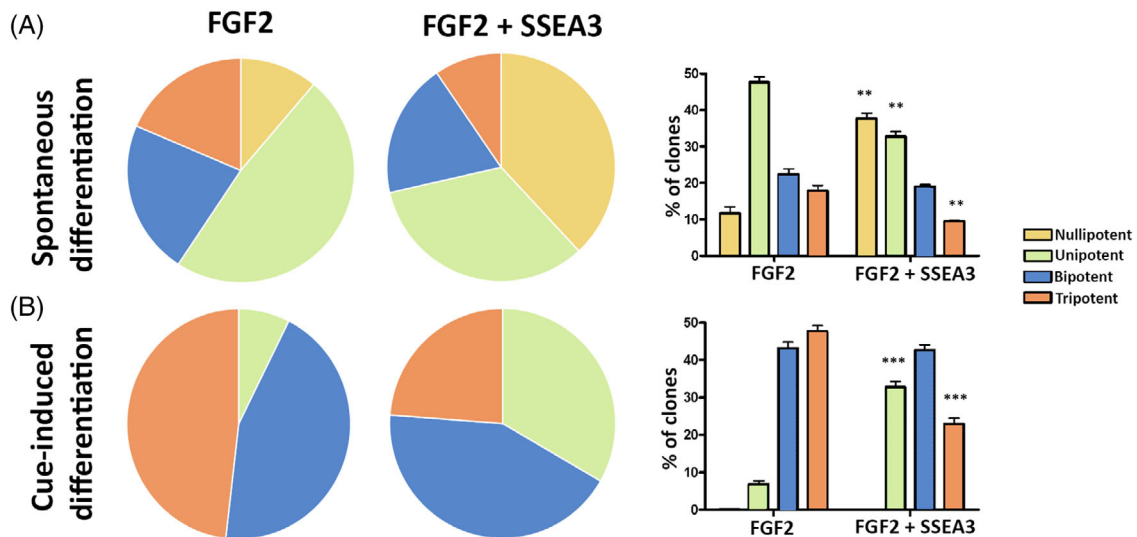 (A)
FGF2
FGF2 + SSEA3
Spontaneous
differentiation
50
40
30
20
10
0
% of clones
**
**
**
FGF2
FGF2 + SSEA3
Nullipotent
Unipotent
Bipotent
Tripotent
(B)
Cue-induced
differentiation
50
40
30
20
10
0
% of clones
***
***
FGF2
FGF2 + SSEA3